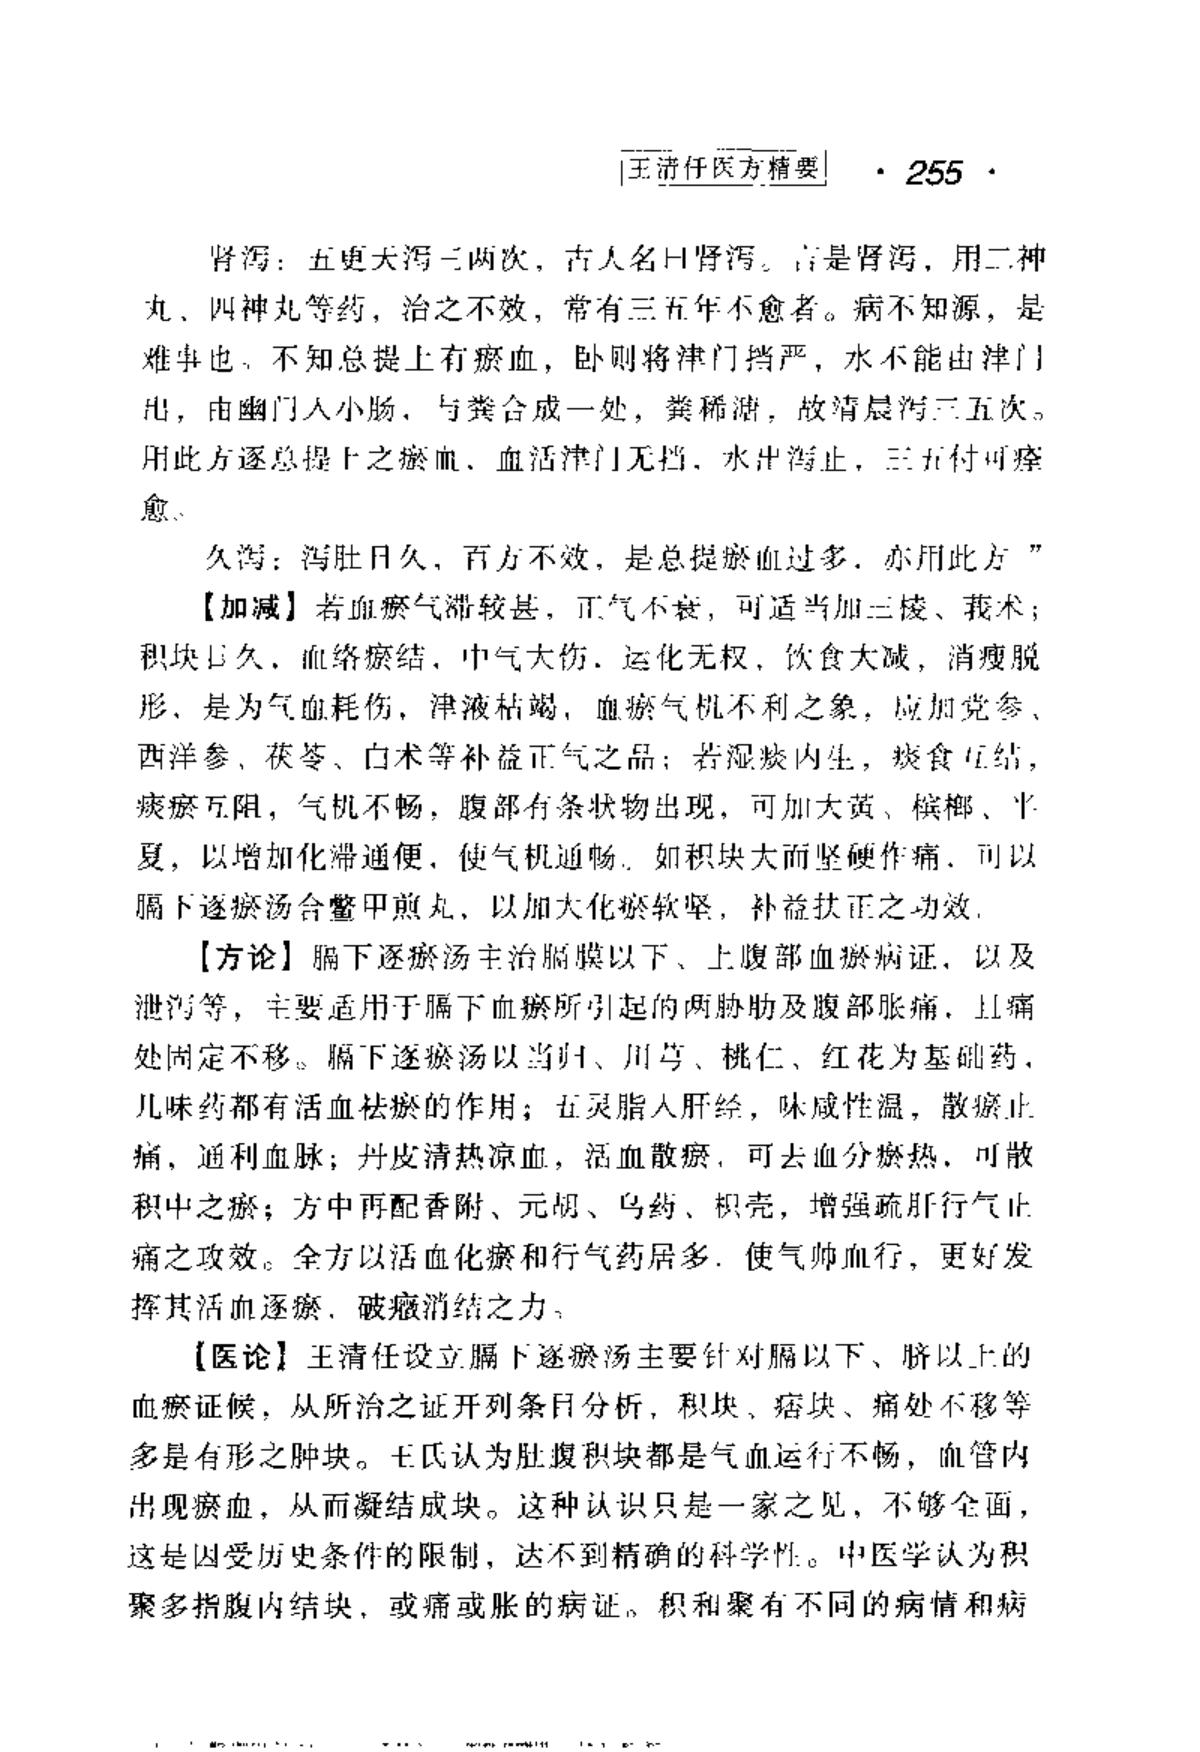 王清任医方精要 · 255 ·
肾泻：五更天泻三两次，古人名曰肾泻。言是肾泻，用二神
丸、四神丸等药，治之不效，常有三五年不愈者。病不知源，是
难事也。不知总提上有瘀血，卧则将津门挡严，水不能由津门
出，由幽门入小肠，与粪合成一处，粪稀溏，故清晨泻三五次。
用此方逐总提上之瘀血，血活津门无挡，水出泻止，三五付可痊
愈。
久泻：泻肚日久，百方不效，是总提瘀血过多，亦用此方”
【加减】若血瘀气滞较甚，正气不衰，可适当加三棱、莪术；
积块日久，血络瘀结，中气大伤，运化无权，饮食大减，消瘦脱
形，是为气血耗伤，津液枯竭，血瘀气机不利之象，应加党参、
西洋参、茯苓、白术等补益正气之品；若湿痰内生，痰食互结，
痰瘀互阻，气机不畅，腹部有条状物出现，可加大黄、槟榔、半
夏，以增加化滞通便，使气机通畅。如积块大而坚硬作痛，可以
膈下逐瘀汤合鳖甲煎丸，以加大化瘀软坚，补益扶正之功效。
【方论】膈下逐瘀汤主治膈膜以下、上腹部血瘀病证，以及
泄泻等，主要适用于膈下血瘀所引起的两胁肋及腹部胀痛，且痛
处固定不移。膈下逐瘀汤以当归、川芎、桃仁、红花为基础药，
几味药都有活血祛瘀的作用；五灵脂入肝经，味咸性温，散瘀止
痛，通利血脉；丹皮清热凉血，活血散瘀，可去血分瘀热，可散
积中之瘀；方中再配香附、元胡、乌药、枳壳，增强疏肝行气止
痛之攻效。全方以活血化瘀和行气药居多，使气帅血行，更好发
挥其活血逐瘀，破癥消结之力。
【医论】王清任设立膈下逐瘀汤主要针对膈以下、脐以上的
血瘀证候，从所治之证开列条目分析，积块、痞块、痛处不移等
多是有形之肿块。王氏认为肚腹积块都是气血运行不畅，血管内
出现瘀血，从而凝结成块。这种认识只是一家之见，不够全面，
这是因受历史条件的限制，达不到精确的科学性。中医学认为积
聚多指腹内结块，或痛或胀的病证。积和聚有不同的病情和病